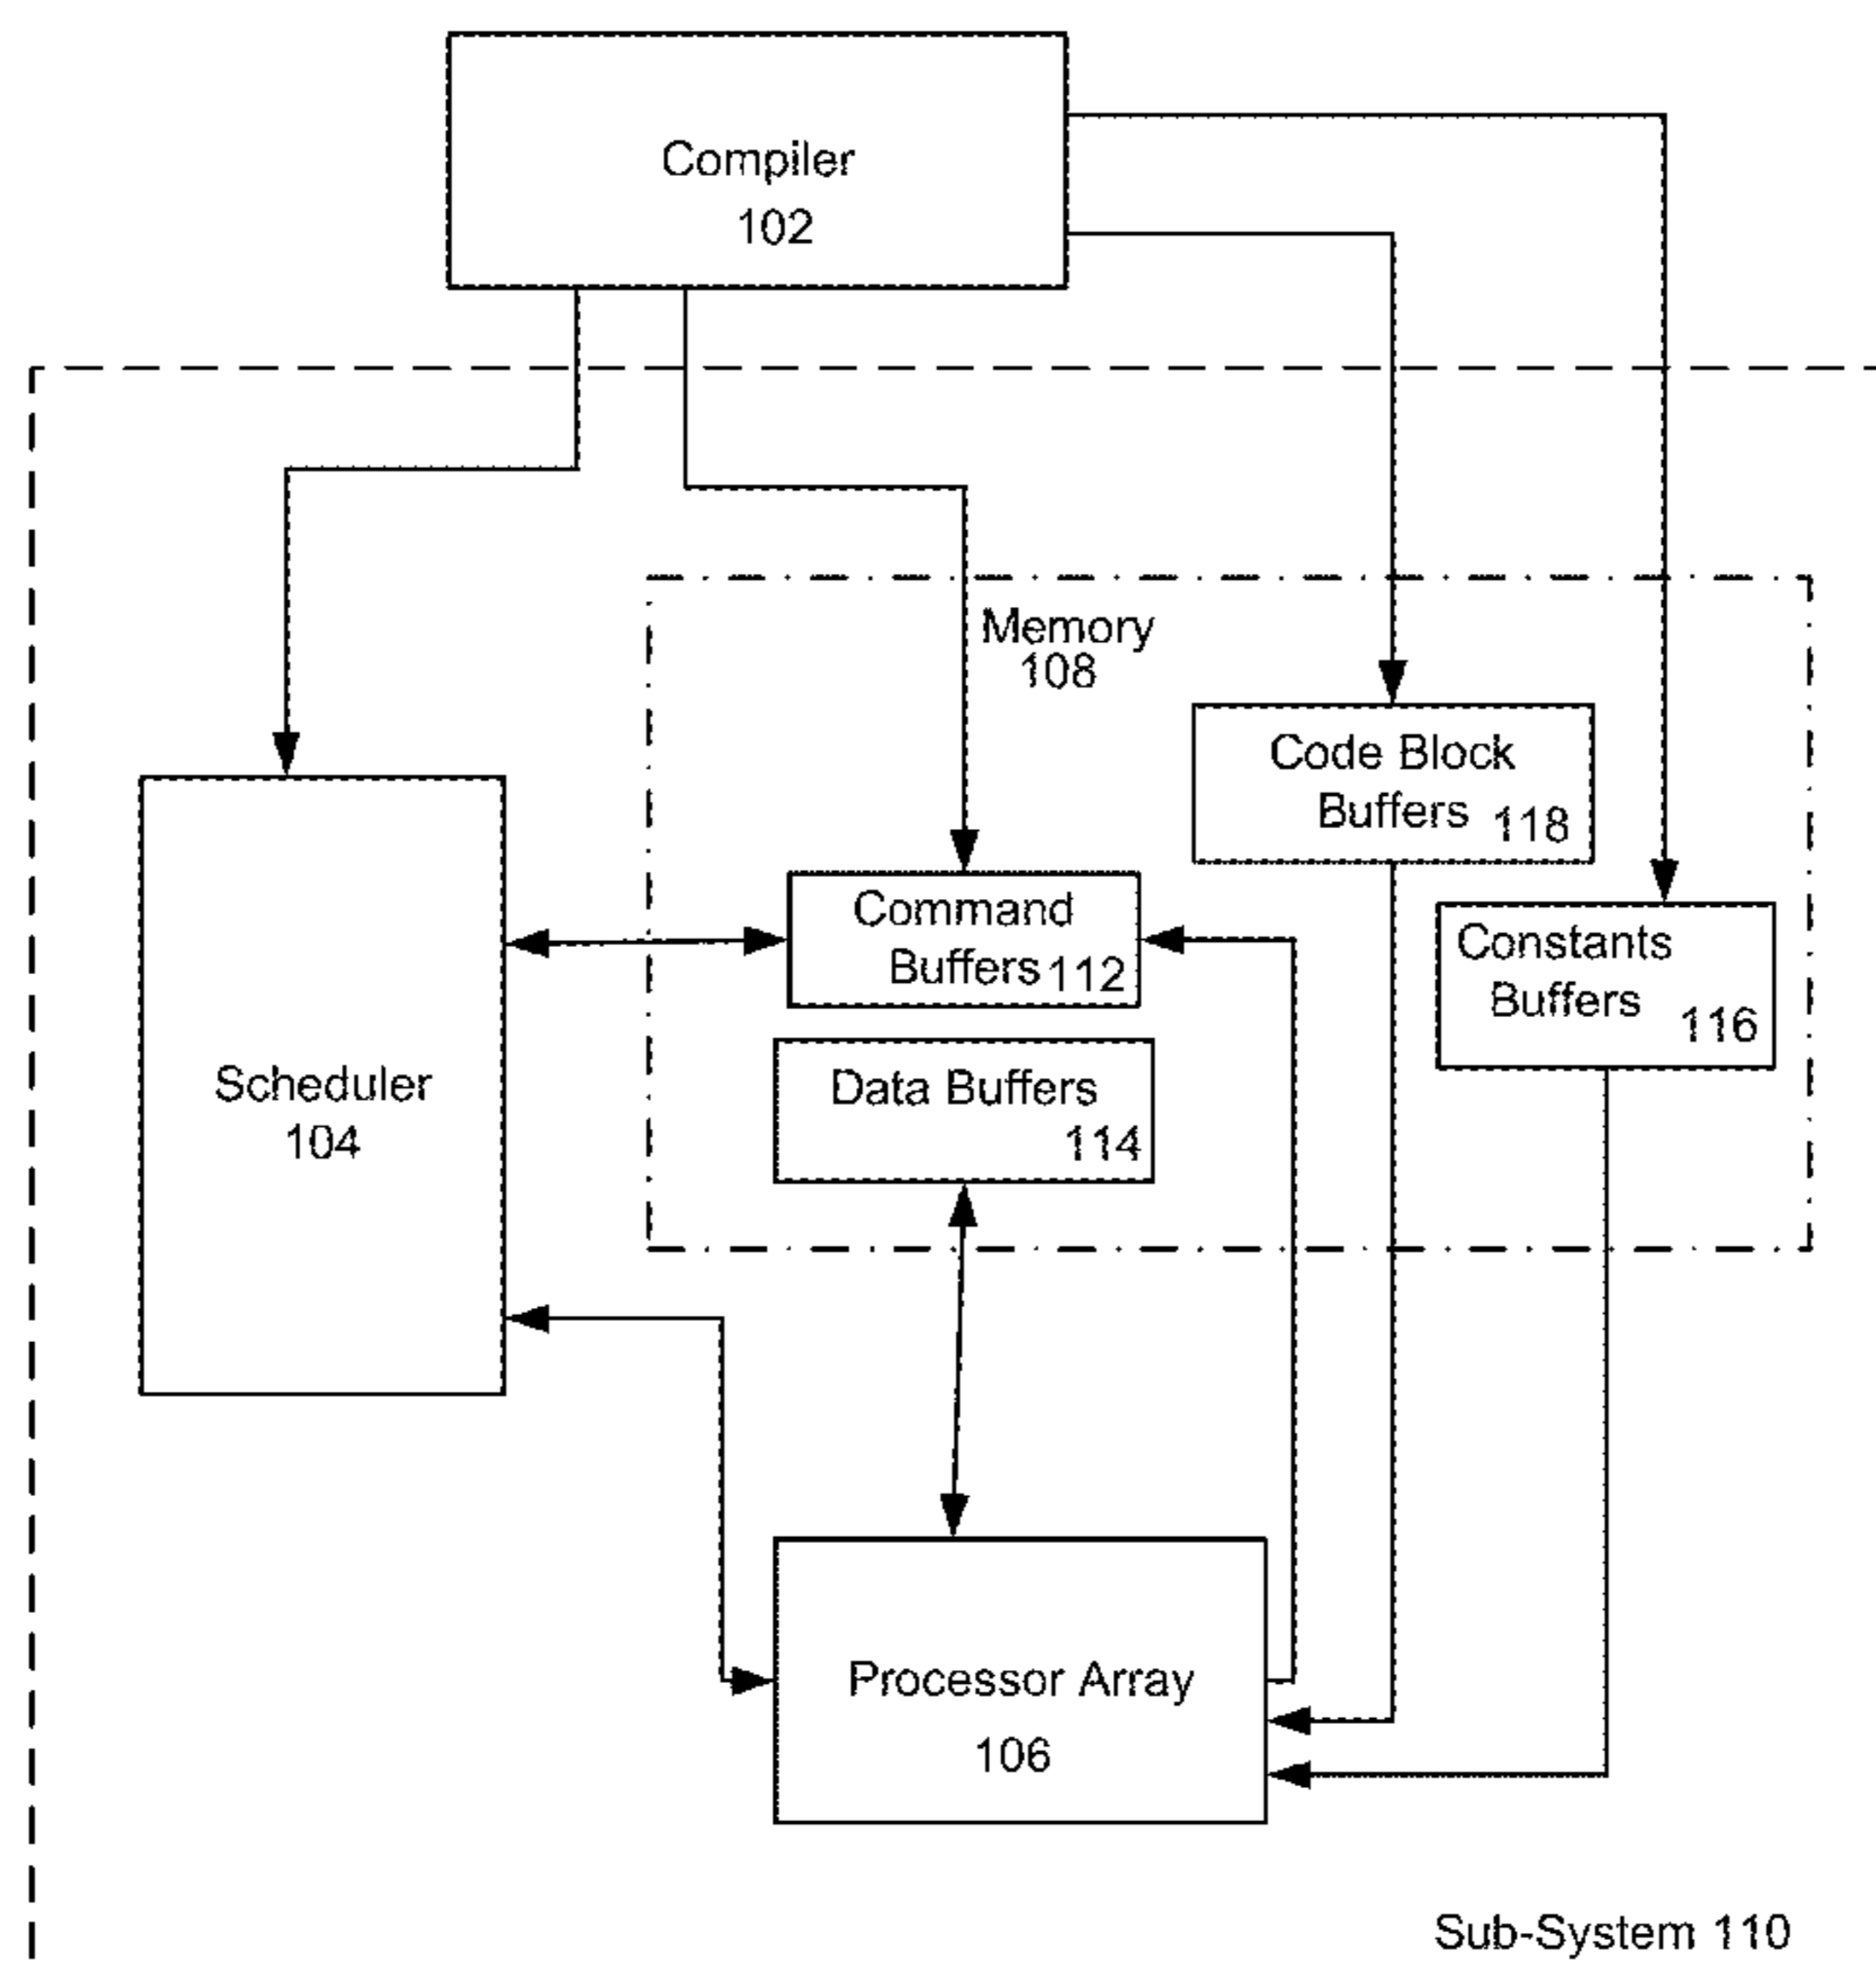 Compiler
102
Memory
108
Code Block
Buffers 118
Command
Buffers 112
Constants
Buffers 116
Scheduler
104
Data Buffers
114
Processor Array
106
Sub-System 110